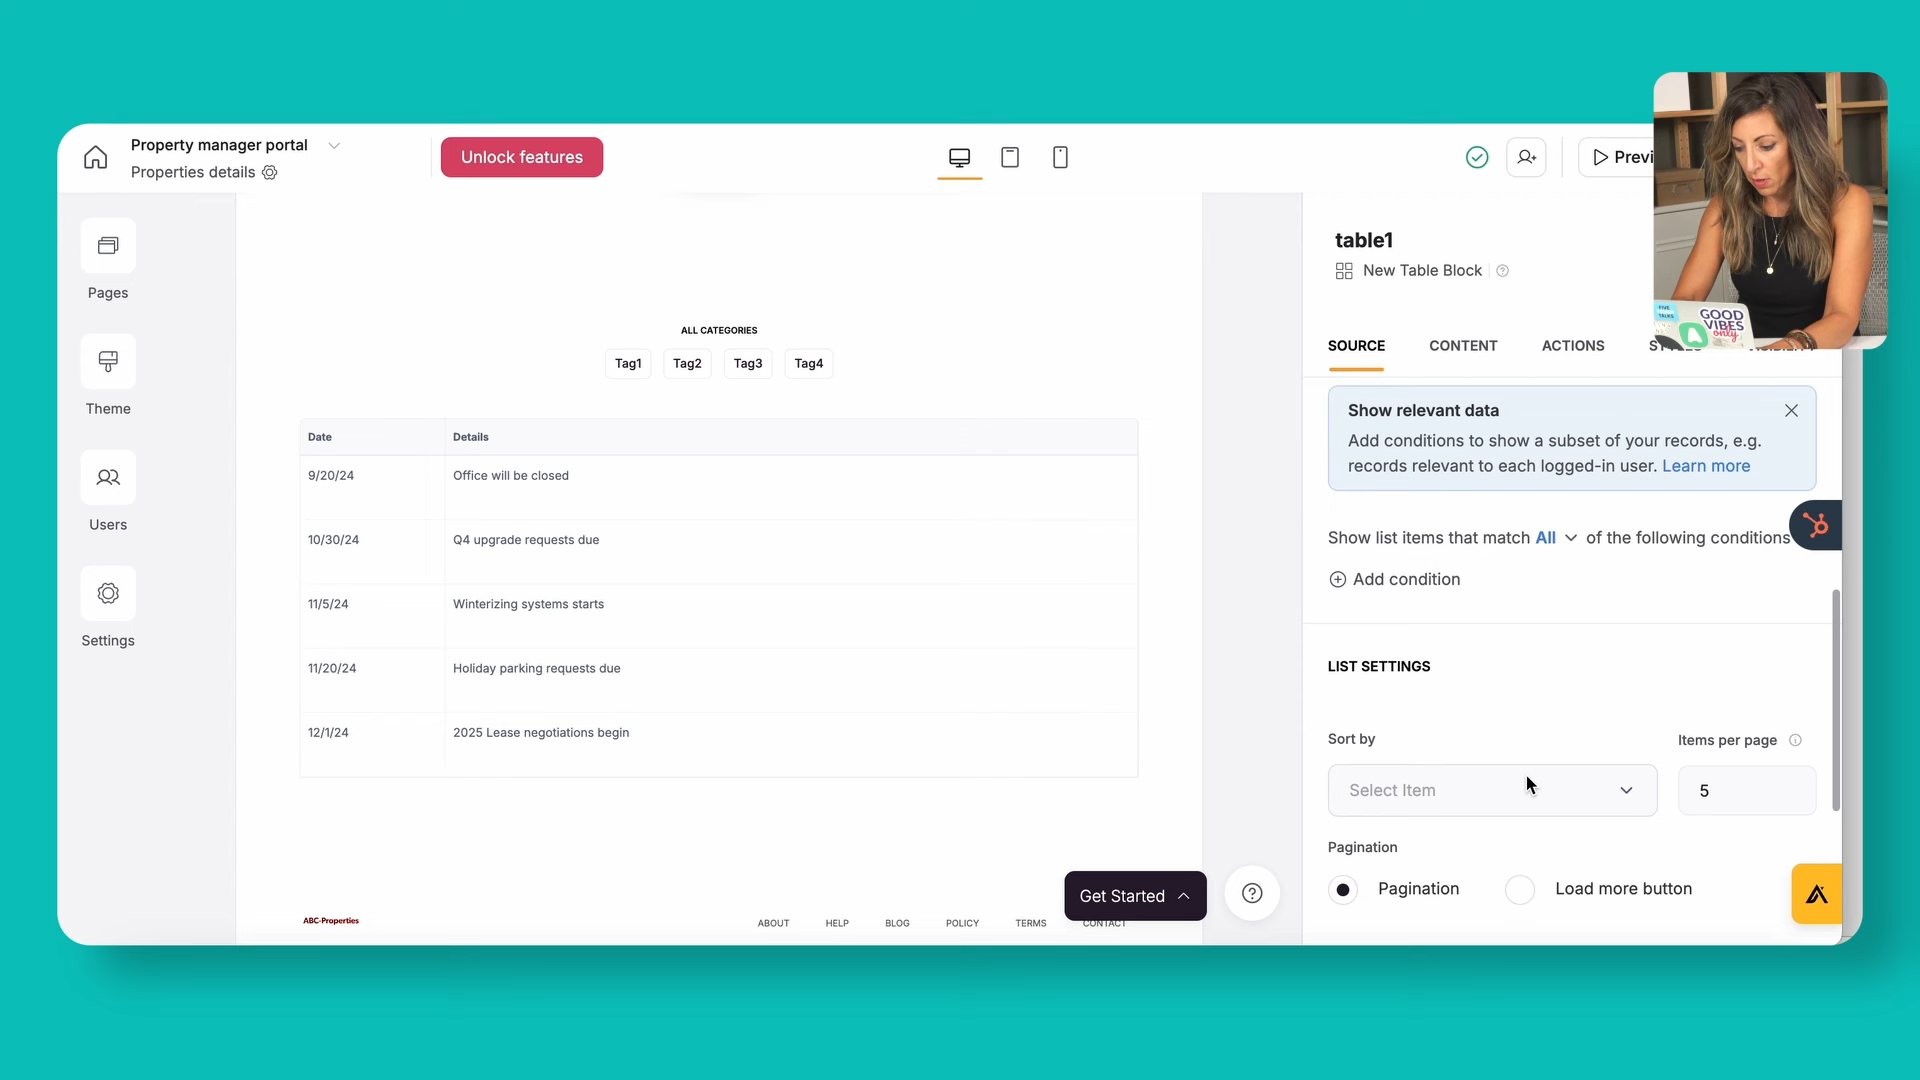 Property manager portal
Properties details
Unlock features
Previ
Pages
Theme
Users
Settings
ALL CATEGORIES
Tag1
Tag2
Tag3
Tag4
Date
Details
9/20/24
Office will be closed
10/30/24
Q4 upgrade requests due
11/5/24
Winterizing systems starts
11/20/24
Holiday parking requests due
12/1/24
2025 Lease negotiations begin
ABC-Properties
ABOUT
HELP
BLOG
POLICY
TERMS
CONTACT
Get Started
table1
New Table Block
SOURCE
CONTENT
ACTIONS
Show relevant data
Add conditions to show a subset of your records, e.g.
records relevant to each logged-in user. Learn more
Show list items that match All of the following conditions
Add condition
LIST SETTINGS
Sort by
Items per page
Select Item
5
Pagination
Pagination
Load more button
FIVE
TALKS
GOOD
VIBES
only